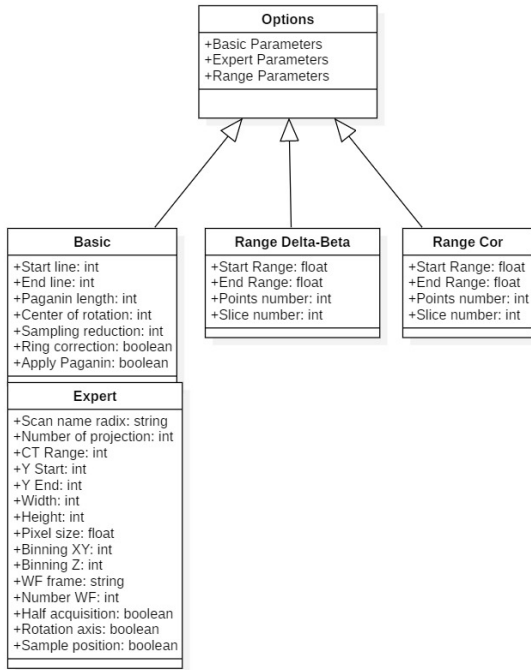 Options
+Basic Parameters
+Expert Parameters
+Range Parameters
Basic
+Start line: int
+End line: int
+Paganin length: int
+Center of rotation: int
+Sampling reduction: int
+Ring correction: boolean
+Apply Paganin: boolean
Range Delta-Beta
+Start Range: float
+End Range: float
+Points number: int
+Slice number: int
Range Cor
+Start Range: float
+End Range: float
+Points number: int
+Slice number: int
Expert
+Scan name radix: string
+Number of projection: int
+CT Range: int
+Y Start: int
+Y End: int
+Width: int
+Height: int
+Pixel size: float
+Binning XY: int
+Binning Z: int
+WF frame: string
+Number WF: int
+Half acquisition: boolean
+Rotation axis: boolean
+Sample position: boolean